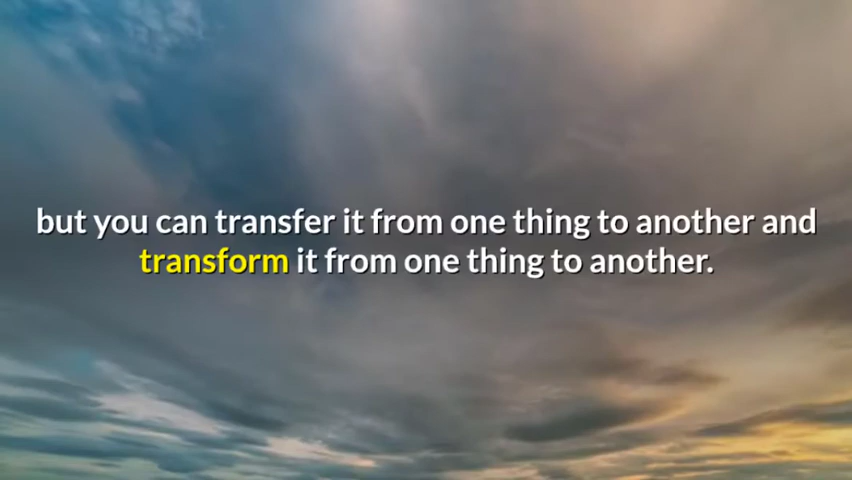 but you can transfer it from one thing to another and
transform it from one thing to another.